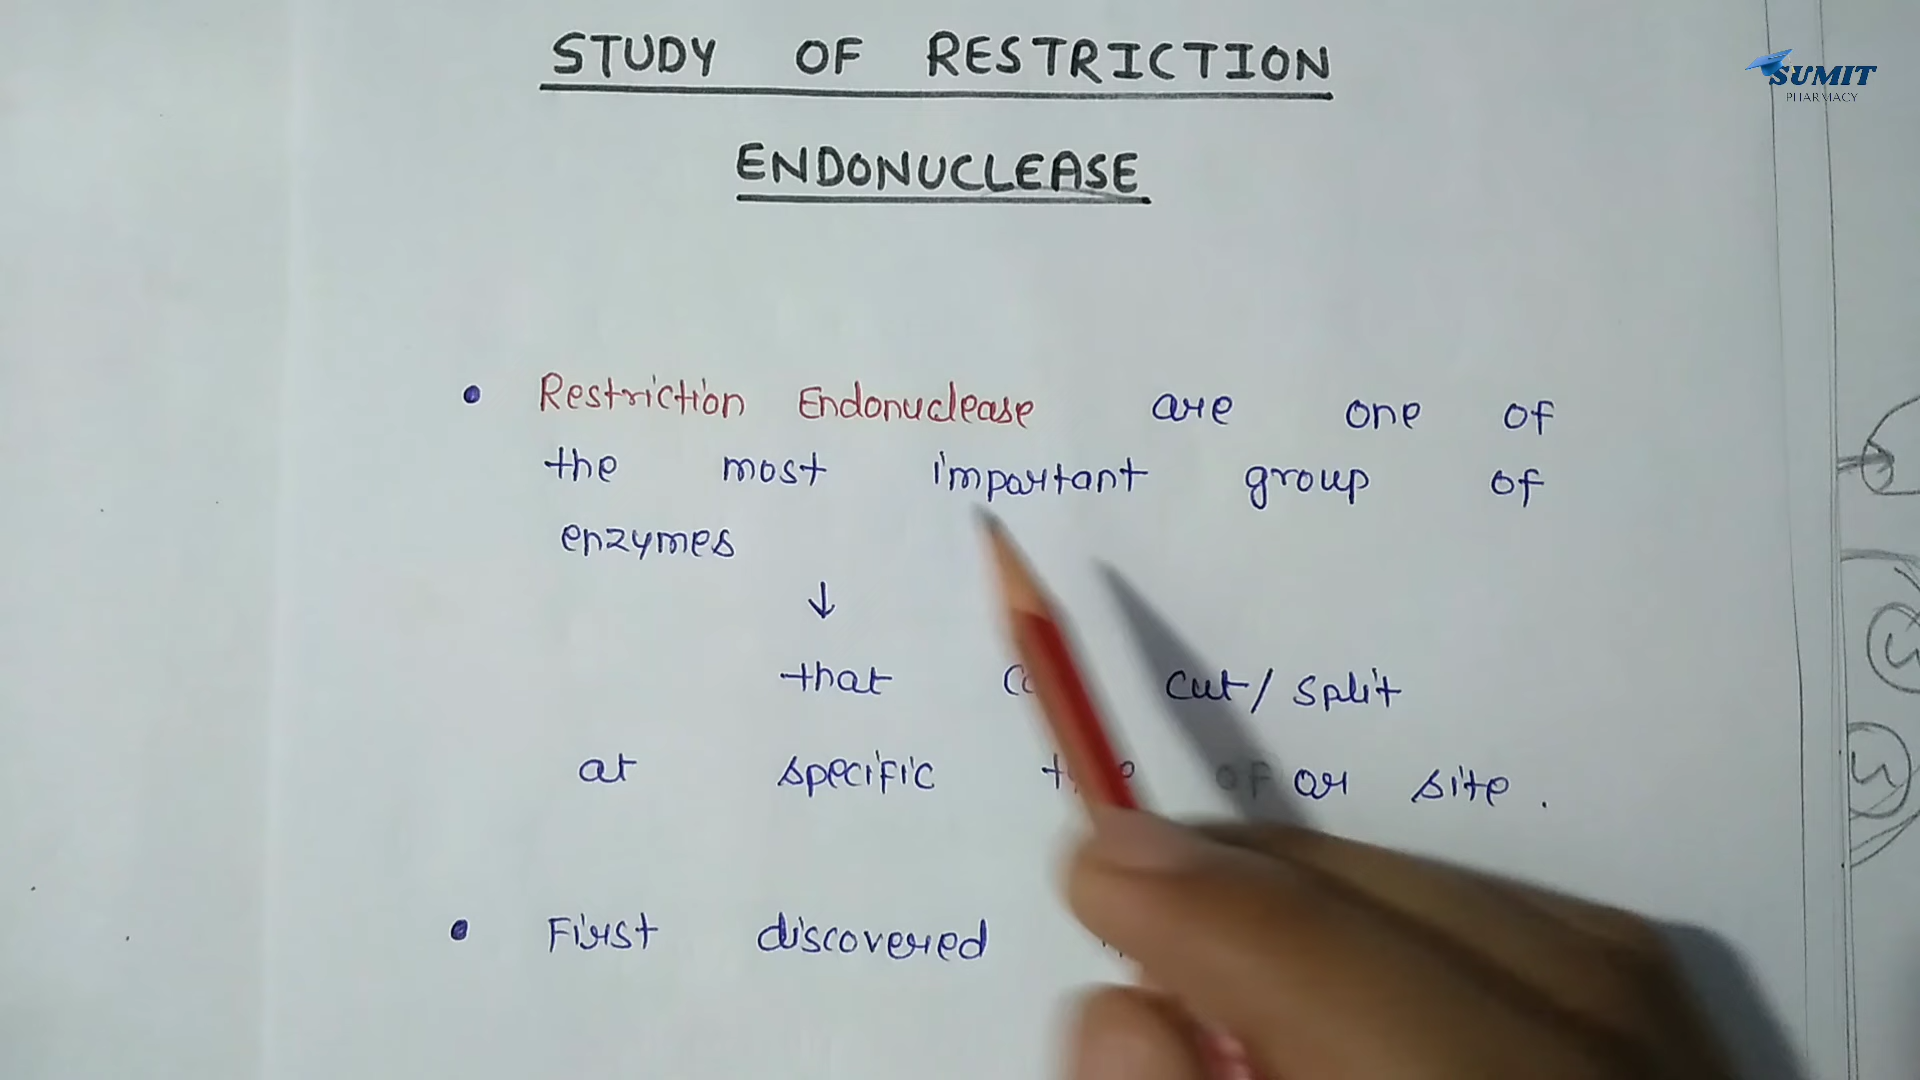 STUDY OF RESTRICTION
SUMIT
PHARMACY
ENDONUCLEASE
• Restriction Endonuclease are one of
the most important group of
enzymes
↓
that cut/split
at specific of or site.
• First discovered